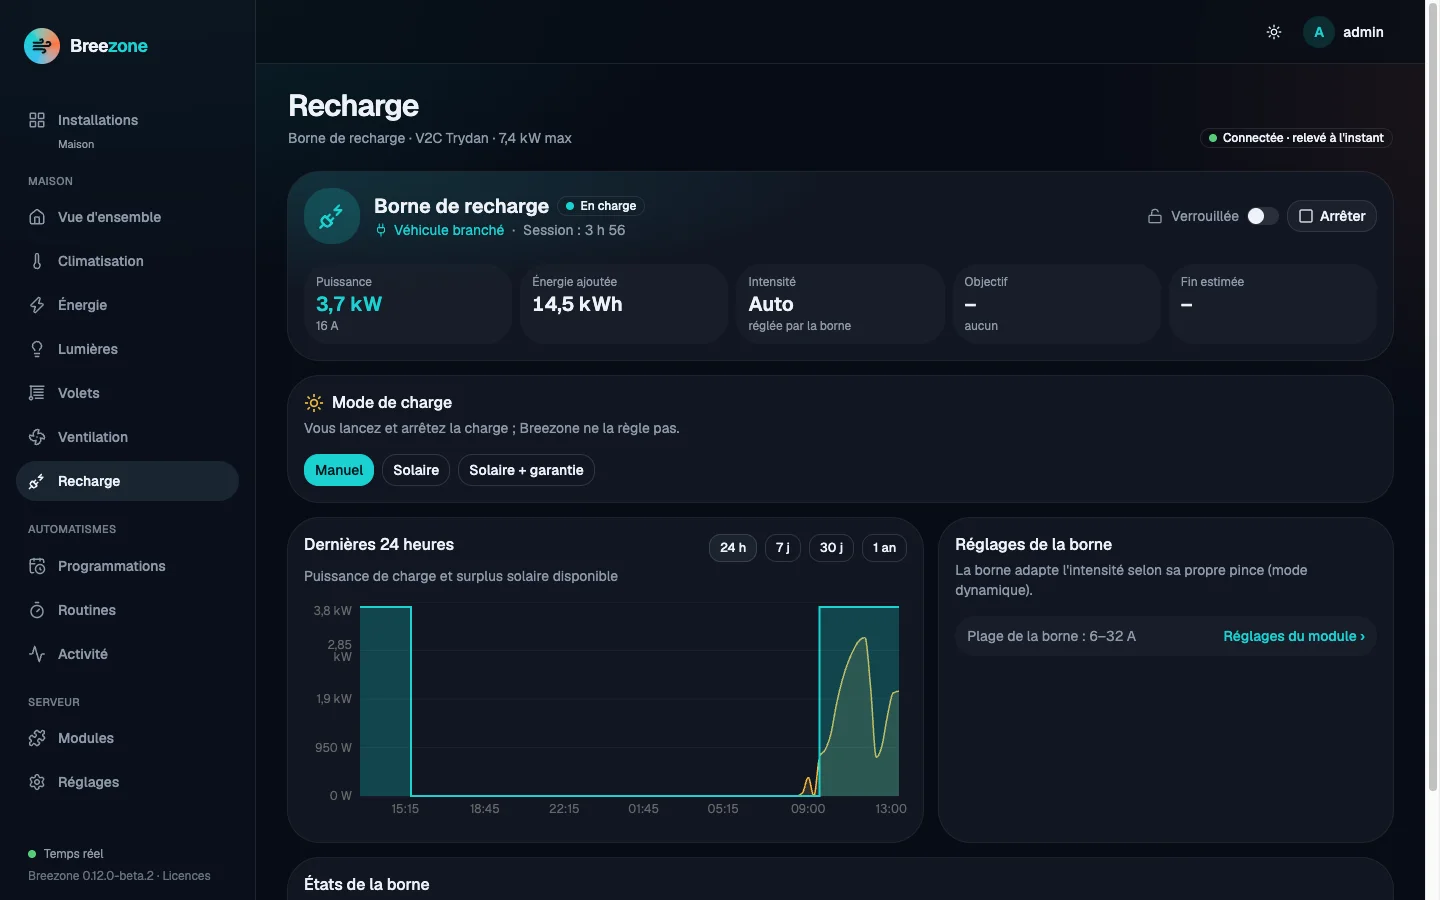 Breezone
A
admin
Installations
Maison
MAISON
Vue d'ensemble
Climatisation
Énergie
Lumières
Volets
Ventilation
Recharge
AUTOMATISMES
Programmations
Routines
Activité
SERVEUR
Modules
Réglages
Temps réel
Breezone 0.12.0-beta.2 · Licences
Recharge
Borne de recharge · V2C Trydan · 7,4 kW max
Connectée · relevé à l'instant
Borne de recharge
En charge
Véhicule branché · Session : 3 h 56
Verrouillée
Arrêter
Puissance
3,7 kW
16 A
Énergie ajoutée
14,5 kWh
Intensité
Auto
réglée par la borne
Objectif
–
aucun
Fin estimée
–
Mode de charge
Vous lancez et arrêtez la charge ; Breezone ne la règle pas.
Manuel
Solaire
Solaire + garantie
Dernières 24 heures
24 h
7 j
30 j
1 an
Puissance de charge et surplus solaire disponible
3,8 kW
2,85
kW
1,9 kW
950 W
0 W
15:15
18:45
22:15
01:45
05:15
09:00
13:00
Réglages de la borne
La borne adapte l'intensité selon sa propre pince (mode
dynamique).
Plage de la borne : 6–32 A
Réglages du module ›
États de la borne